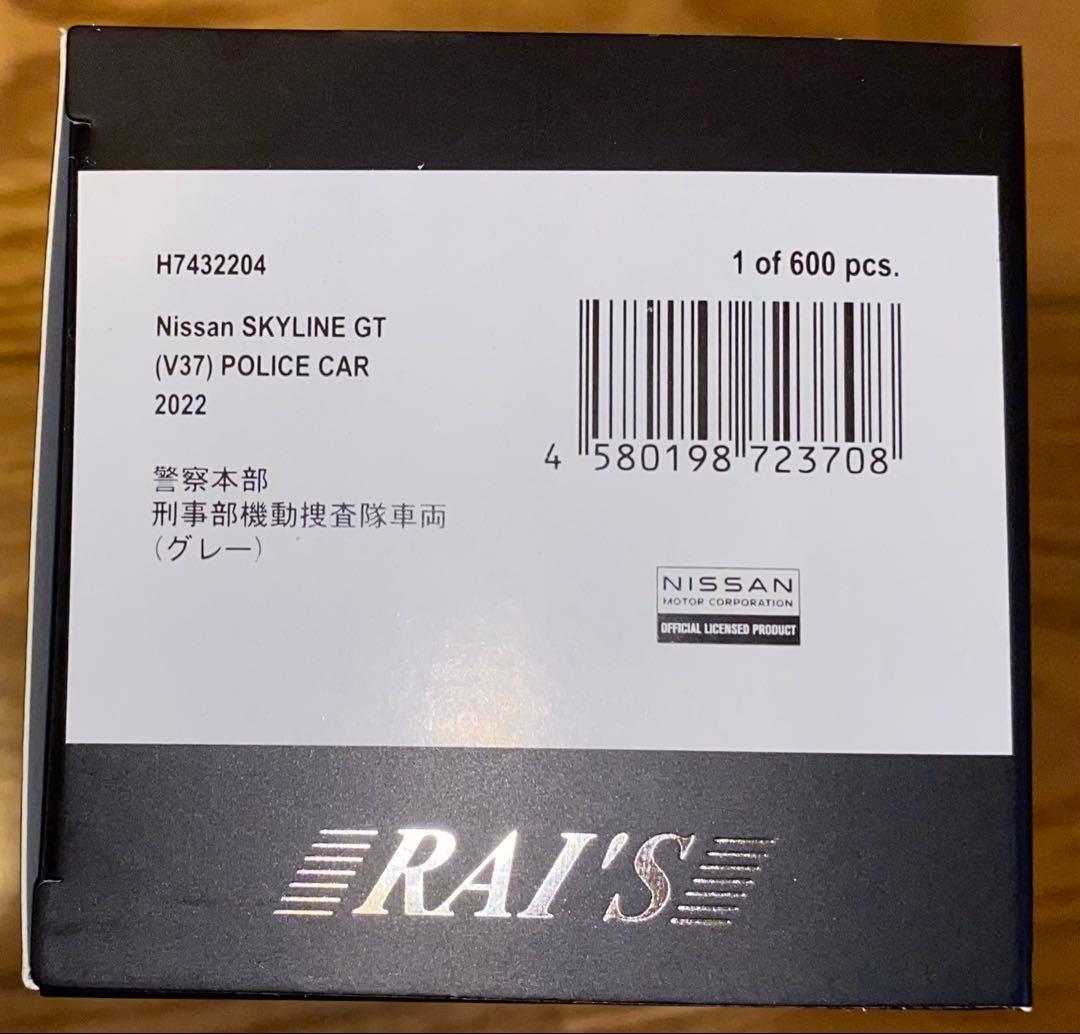 H7432204
1 of 600 pcs.
Nissan SKYLINE GT
(V37) POLICE CAR
2022
4 580198 723708
警察本部
刑事部機動捜査隊車両
(グレー)
NISSAN
MOTOR CORPORATION
OFFICIAL LICENSED PRODUCT
RAI'S